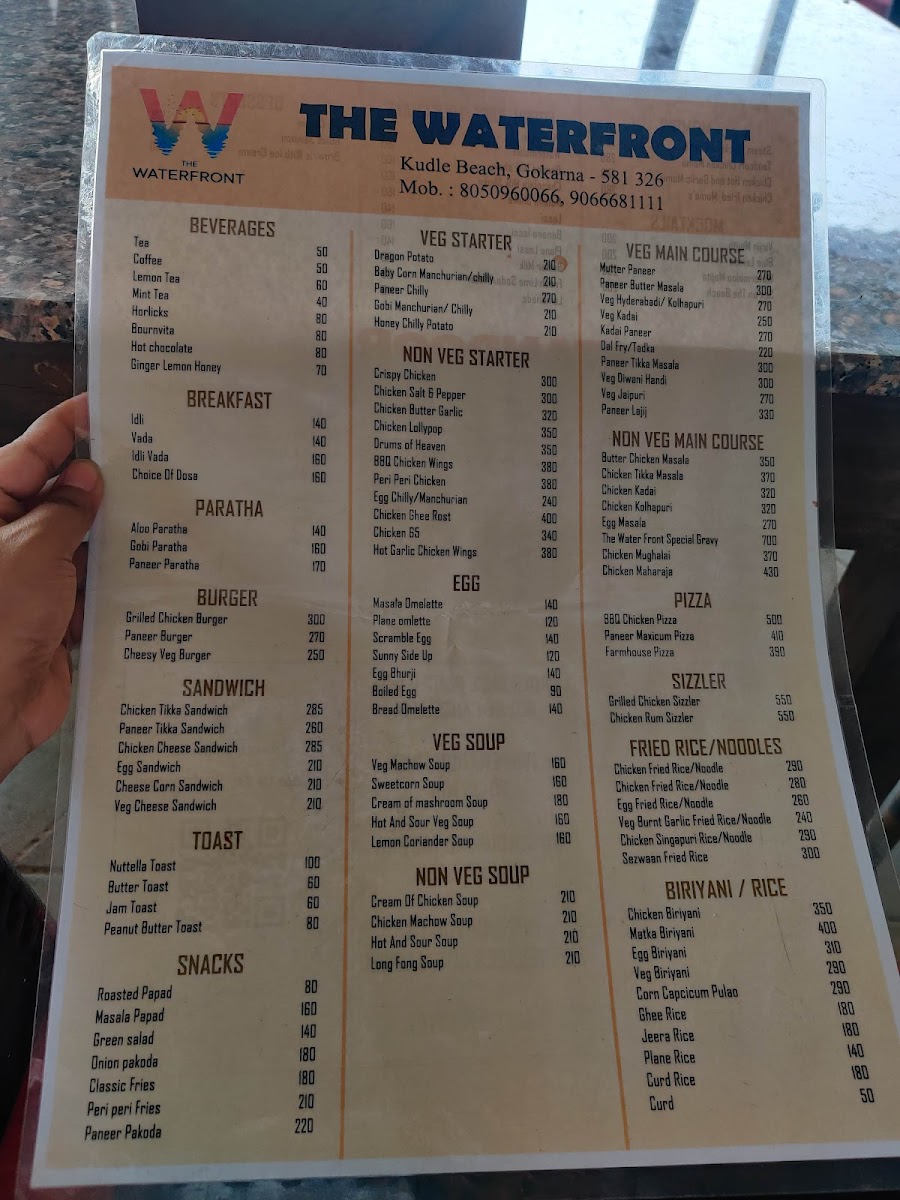 W
THE
WATERFRONT
THE WATERFRONT
Kudle Beach, Gokarna - 581 326
Mob. : 8050960066, 9066681111
BEVERAGES
Tea 50
Coffee 50
Lemon Tea 60
Mint Tea 40
Horlicks 80
Bournvita 80
Hot chocolate 80
Ginger Lemon Honey 70
BREAKFAST
Idli 140
Vada 140
Idli Vada 160
Choice Of Dosa 160
PARATHA
Aloo Paratha 140
Gobi Paratha 160
Paneer Paratha 170
BURGER
Grilled Chicken Burger 300
Paneer Burger 270
Cheesy Veg Burger 250
SANDWICH
Chicken Tikka Sandwich 285
Paneer Tikka Sandwich 260
Chicken Cheese Sandwich 285
Egg Sandwich 210
Cheese Corn Sandwich 210
Veg Cheese Sandwich 210
TOAST
Nuttella Toast 100
Butter Toast 60
Jam Toast 60
Peanut Butter Toast 80
SNACKS
Roasted Papad 80
Masala Papad 160
Green salad 140
Onion pakoda 180
Classic Fries 180
Peri peri Fries 210
Paneer Pakoda 220
VEG STARTER
Dragon Potato 210
Baby Corn Manchurian/chilly 210
Paneer Chilly 270
Gobi Manchurian/ Chilly 210
Honey Chilly Potato 210
NON VEG STARTER
Crispy Chicken 300
Chicken Salt & Pepper 300
Chicken Butter Garlic 320
Chicken Lollypop 350
Drums of Heaven 350
BBQ Chicken Wings 380
Peri Peri Chicken 380
Egg Chilly/Manchurian 240
Chicken Ghee Rost 400
Chicken 65 340
Hot Garlic Chicken Wings 380
EGG
Masala Omelette 140
Plane omlette 120
Scramble Egg 140
Sunny Side Up 120
Egg Bhurji 140
Boiled Egg 90
Bread Omelette 140
VEG SOUP
Veg Machow Soup 160
Sweetcorn Soup 160
Cream of mashroom Soup 180
Hot And Sour Veg Soup 160
Lemon Coriander Soup 160
NON VEG SOUP
Cream Of Chicken Soup 210
Chicken Machow Soup 210
Hot And Sour Soup 210
Long Fong Soup 210
VEG MAIN COURSE
Mutter Paneer 270
Paneer Butter Masala 300
Veg Hyderabadi/ Kolhapuri 270
Veg Kadai 250
Kadai Paneer 270
Dal Fry/Tadka 220
Paneer Tikka Masala 300
Veg Diwani Handi 300
Veg Jaipuri 270
Paneer Lajij 330
NON VEG MAIN COURSE
Butter Chicken Masala 350
Chicken Tikka Masala 370
Chicken Kadai 320
Chicken Kolhapuri 320
Egg Masala 270
The Water Front Special Gravy 700
Chicken Mughalai 370
Chicken Maharaja 430
PIZZA
BBQ Chicken Pizza 500
Paneer Maxicum Pizza 410
Farmhouse Pizza 390
SIZZLER
Grilled Chicken Sizzler 550
Chicken Rum Sizzler 550
FRIED RICE/NOODLES
Chicken Fried Rice/Noodle 290
Chicken Fried Rice/Noodle 280
Egg Fried Rice/Noodle 260
Veg Burnt Garlic Fried Rice/Noodle 240
Chicken Singapuri Rice/Noodle 290
Sezwaan Fried Rice 300
BIRIYANI / RICE
Chicken Biriyani 350
Matka Biriyani 400
Egg Biriyani 310
Veg Biriyani 290
Corn Capcicum Pulao 290
Ghee Rice 180
Jeera Rice 180
Plane Rice 140
Curd Rice 180
Curd 50